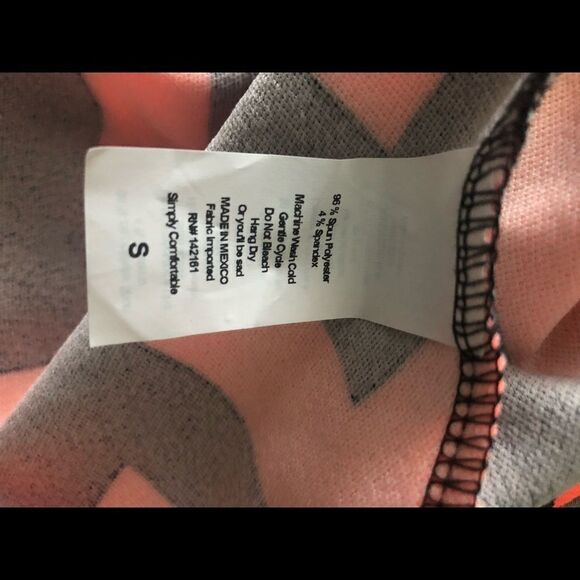 96 % Spun Polyester
4 % Spandex
Machine Wash Cold
Gentle Cycle
Do Not Bleach
Hang Dry
Or you'll be sad
MADE IN MEXICO
Fabric Imported
RN# 142161
Simply Comfortable
S